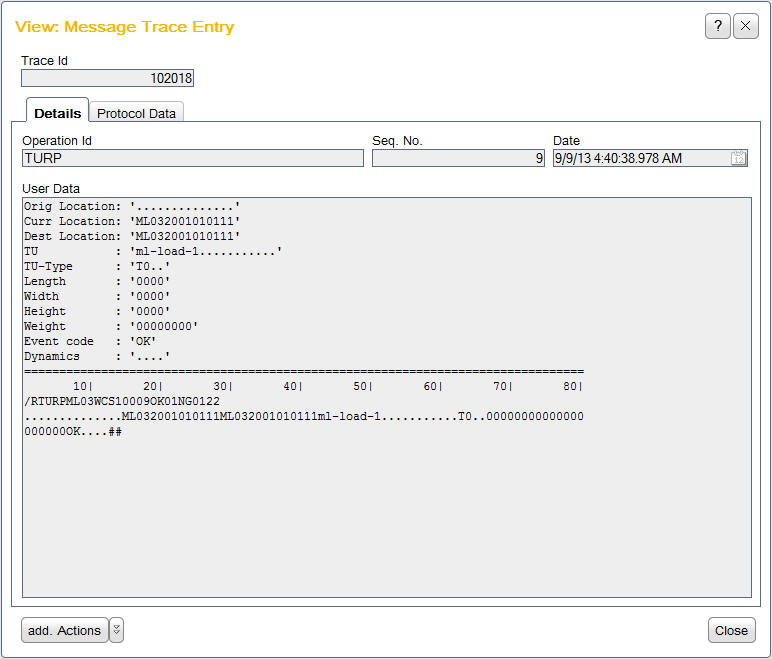 View: Message Trace Entry
?
Trace Id
102018
Details Protocol Data
Operation Id Seq. No. Date
TURP 9 9/9/13 4:40:38.978 AM
User Data
Orig Location: '..............'
Curr Location: 'ML032001010111'
Dest Location: 'ML032001010111'
TU           : 'ml-load-1...........'
TU-Type      : 'T0..'
Length       : '0000'
Width        : '0000'
Height       : '0000'
Weight       : '00000000'
Event code   : 'OK'
Dynamics     : '....'
================================================================================
       10|       20|       30|       40|       50|       60|       70|       80|
/RTURPML03WCS10009OK01NG0122
..............ML032001010111ML032001010111ml-load-1...........T0..00000000000000
000000OK....##
add. Actions Close